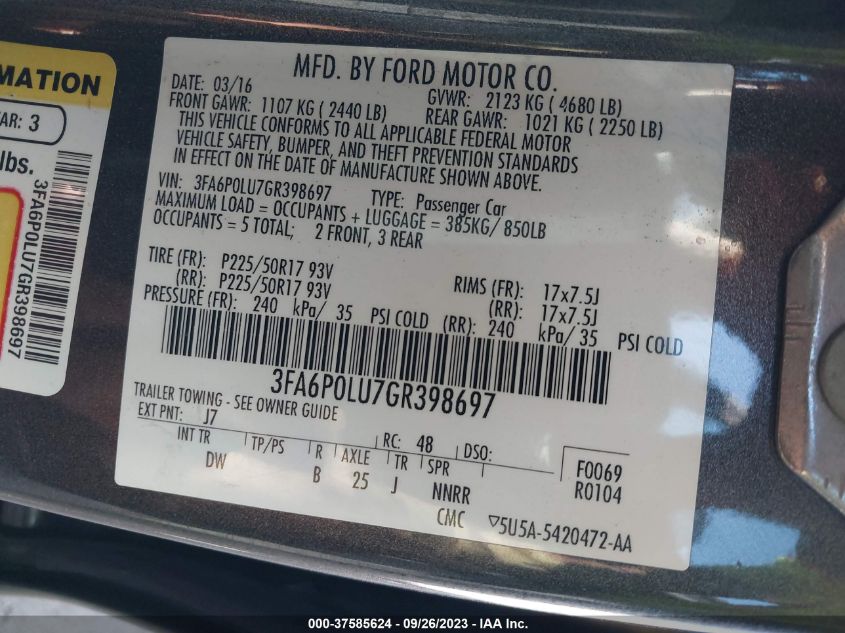 MATION
AR: 3
lbs.
3FA6P0LU7GR398697
MFD. BY FORD MOTOR CO.
DATE: 03/16 GVWR: 2123 KG ( 4680 LB)
FRONT GAWR: 1107 KG ( 2440 LB) REAR GAWR: 1021 KG ( 2250 LB)
THIS VEHICLE CONFORMS TO ALL APPLICABLE FEDERAL MOTOR
VEHICLE SAFETY, BUMPER, AND THEFT PREVENTION STANDARDS
IN EFFECT ON THE DATE OF MANUFACTURE SHOWN ABOVE.
VIN: 3FA6P0LU7GR398697 TYPE: Passenger Car
MAXIMUM LOAD = OCCUPANTS + LUGGAGE = 385KG/ 850LB
OCCUPANTS = 5 TOTAL; 2 FRONT, 3 REAR
TIRE (FR): P225/50R17 93V RIMS (FR): 17x7.5J
(RR): P225/50R17 93V (RR): 17x7.5J
PRESSURE (FR): 240 kPa/ 35 PSI COLD (RR): 240 kPa/ 35 PSI COLD
3FA6P0LU7GR398697
TRAILER TOWING - SEE OWNER GUIDE
EXT PNT: J7 RC: 48 DSO:
INT TR TP/PS R AXLE TR SPR F0069
DW B 25 J NNRR R0104
CMC ▽5U5A-5420472-AA
000-37585624 - 09/26/2023 - IAA Inc.